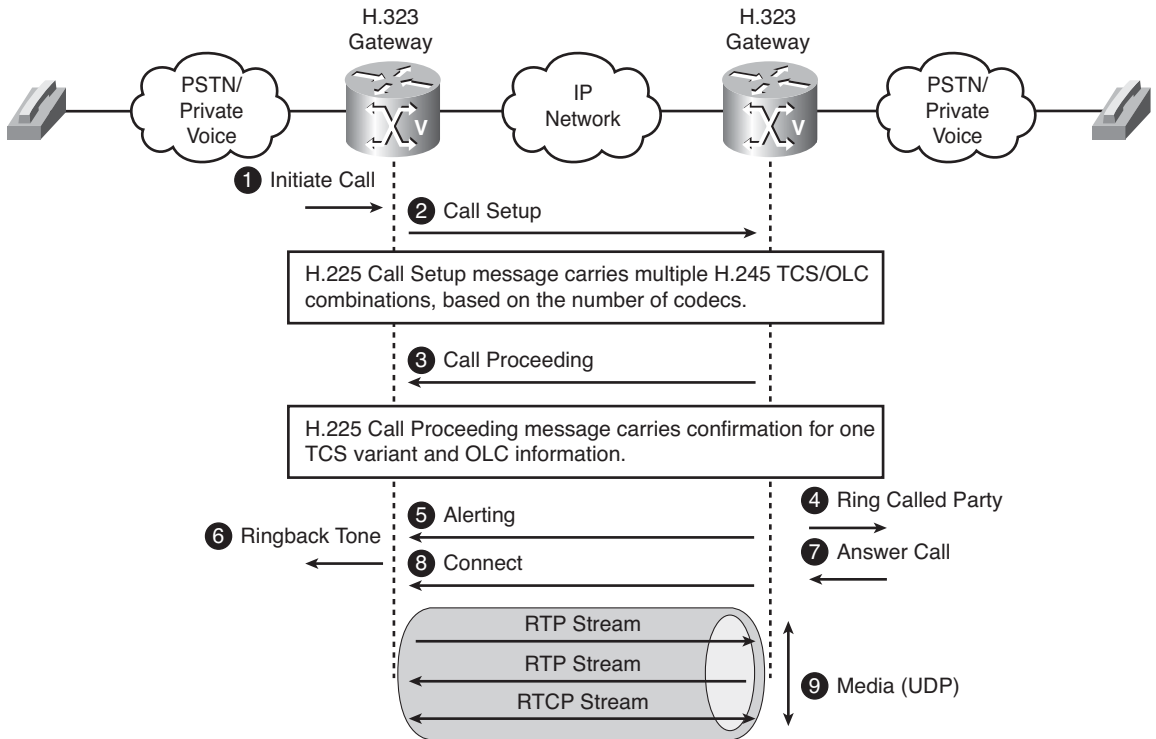 H.323
Gateway
H.323
Gateway
PSTN/
Private
Voice
V
IP
Network
V
PSTN/
Private
Voice
1 Initiate Call
2 Call Setup
H.225 Call Setup message carries multiple H.245 TCS/OLC
combinations, based on the number of codecs.
3 Call Proceeding
H.225 Call Proceeding message carries confirmation for one
TCS variant and OLC information.
4 Ring Called Party
5 Alerting
6 Ringback Tone
7 Answer Call
8 Connect
RTP Stream
RTP Stream
RTCP Stream
9 Media (UDP)